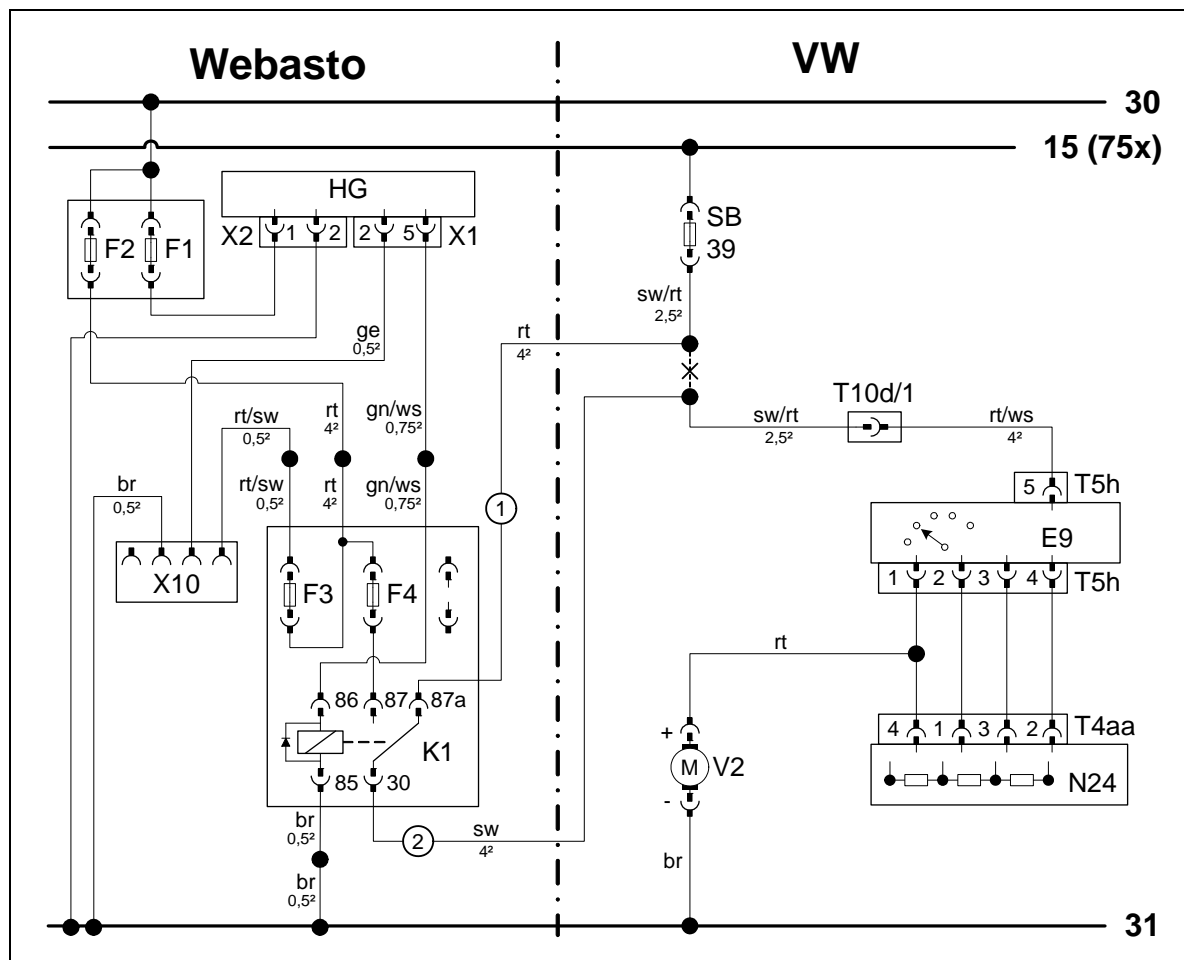 Webasto VW
30
15 (75x)
HG
X2 1 2 2 5 X1
F2 F1
SB
39
sw/rt
2,5²
ge
0,5²
rt
4²
T10d/1
sw/rt
2,5²
rt/ws
4²
rt/sw
0,5²
rt
4²
gn/ws
0,75²
rt/sw
0,5²
rt
4²
gn/ws
0,75²
br
0,5²
1
5 T5h
E9
X10
F3 F4
1 2 3 4 T5h
rt
86 87 87a
K1
85 30
4 1 3 2 T4aa
+
M V2
-
N24
br
0,5²
2
sw
4²
br
0,5²
br
31